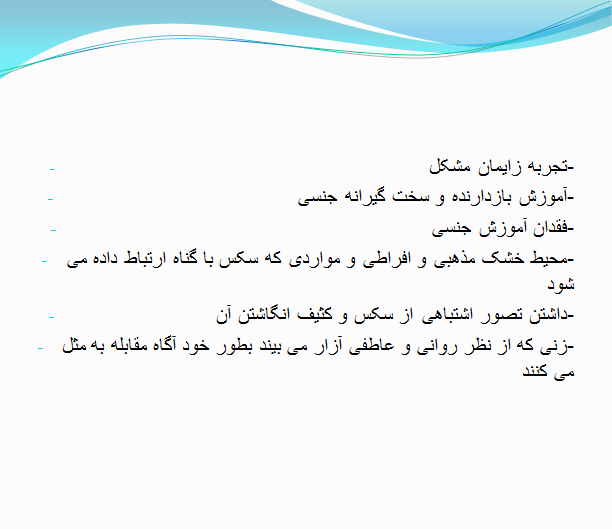 -تجربه زایمان مشکل -
-آموزش بازدارنده و سخت گیرانه جنسی -
-فقدان آموزش جنسی -
-محیط خشک مذهبی و افراطی و مواردی که سکس با گناه ارتباط داده می -
شود
-داشتن تصور اشتباهی از سکس و کثیف انگاشتن آن -
-زنی که از نظر روانی و عاطفی آزار می بیند بطور خود آگاه مقابله به مثل -
می کنند